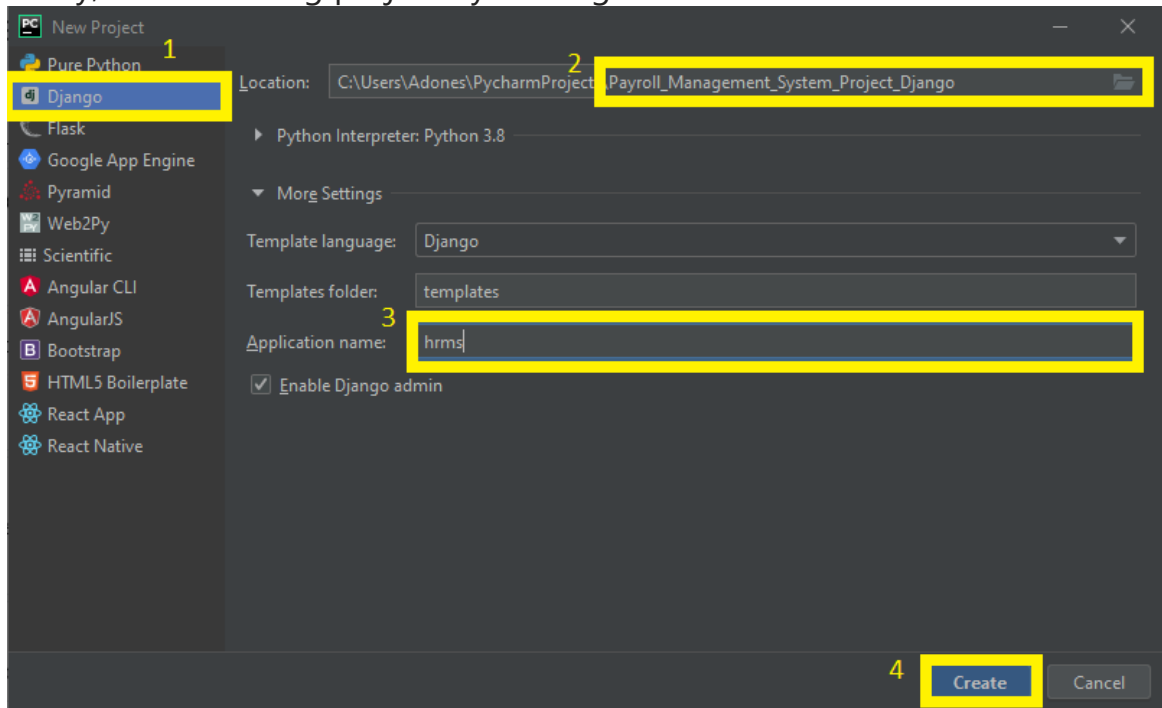 New Project
1
Pure Python
Django
Flask
Google App Engine
Pyramid
Web2Py
Scientific
Angular CLI
AngularJS
Bootstrap
HTML5 Boilerplate
React App
React Native
2
Location: C:\Users\Adones\PycharmProject \Payroll_Management_System_Project_Django
Python Interpreter: Python 3.8
More Settings
Template language: Django
Templates folder: templates
3
Application name: hrms
Enable Django admin
4
Create Cancel